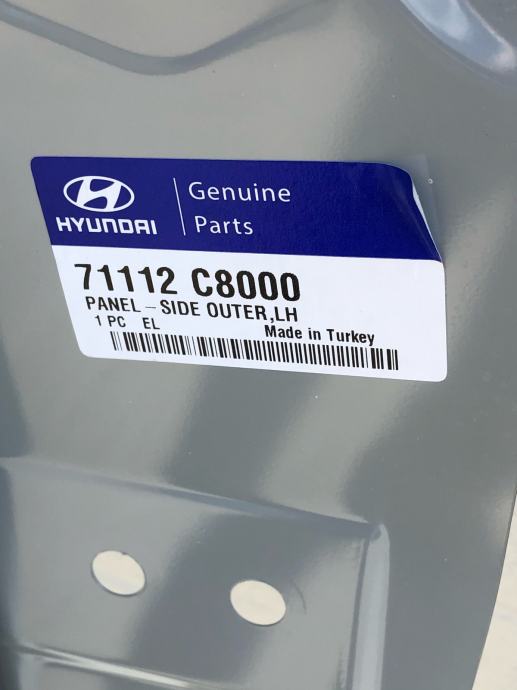 HYUNDAI
Genuine
Parts
71112 C8000
PANEL-SIDE OUTER,LH
1 PC EL
Made in Turkey